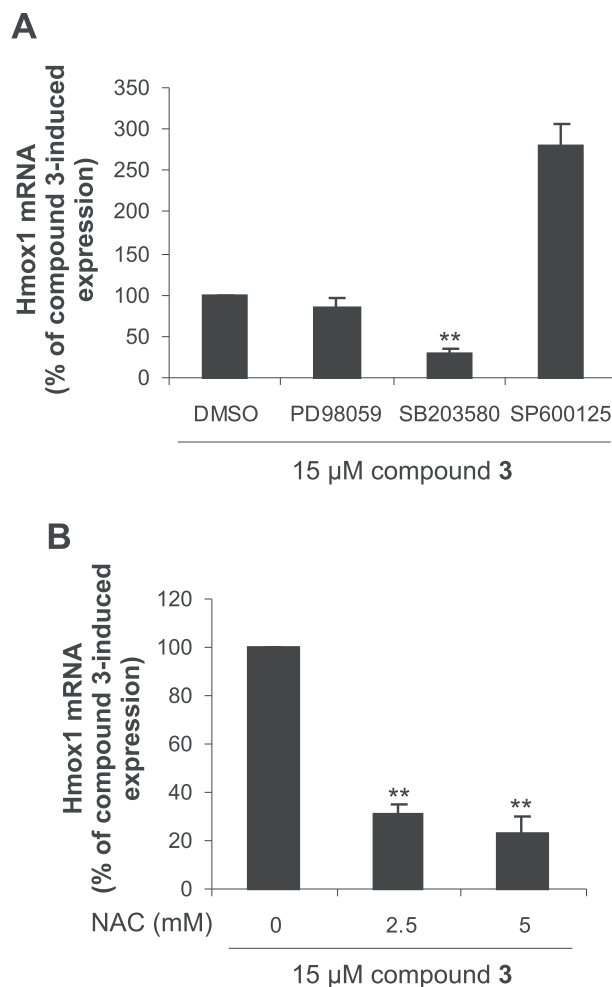 A
Hmox1 mRNA
(% of compound 3-induced
expression)
350
300
250
200
150
100
50
0
**
DMSO PD98059 SB203580 SP600125
15 µM compound 3
B
Hmox1 mRNA
(% of compound 3-induced
expression)
120
100
80
60
40
20
0
**
**
NAC (mM) 0 2.5 5
15 µM compound 3